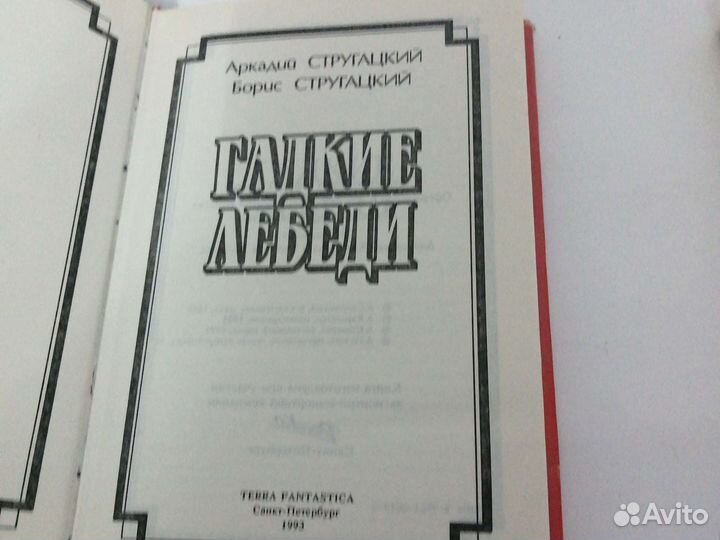 Аркадий СТРУГАЦКИЙ
Борис СТРУГАЦКИЙ
ГАДКИЕ
ЛЕБЕДИ
TERRA FANTASTICA
Санкт-Петербург
1993
Avito